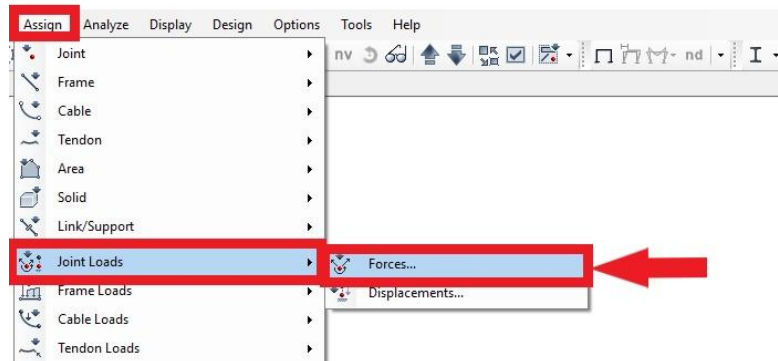 Assign Analyze Display Design Options Tools Help
Joint nv nd
Frame
Cable
Tendon
Area
Solid
Link/Support
Joint Loads Forces...
Frame Loads Displacements...
Cable Loads
Tendon Loads